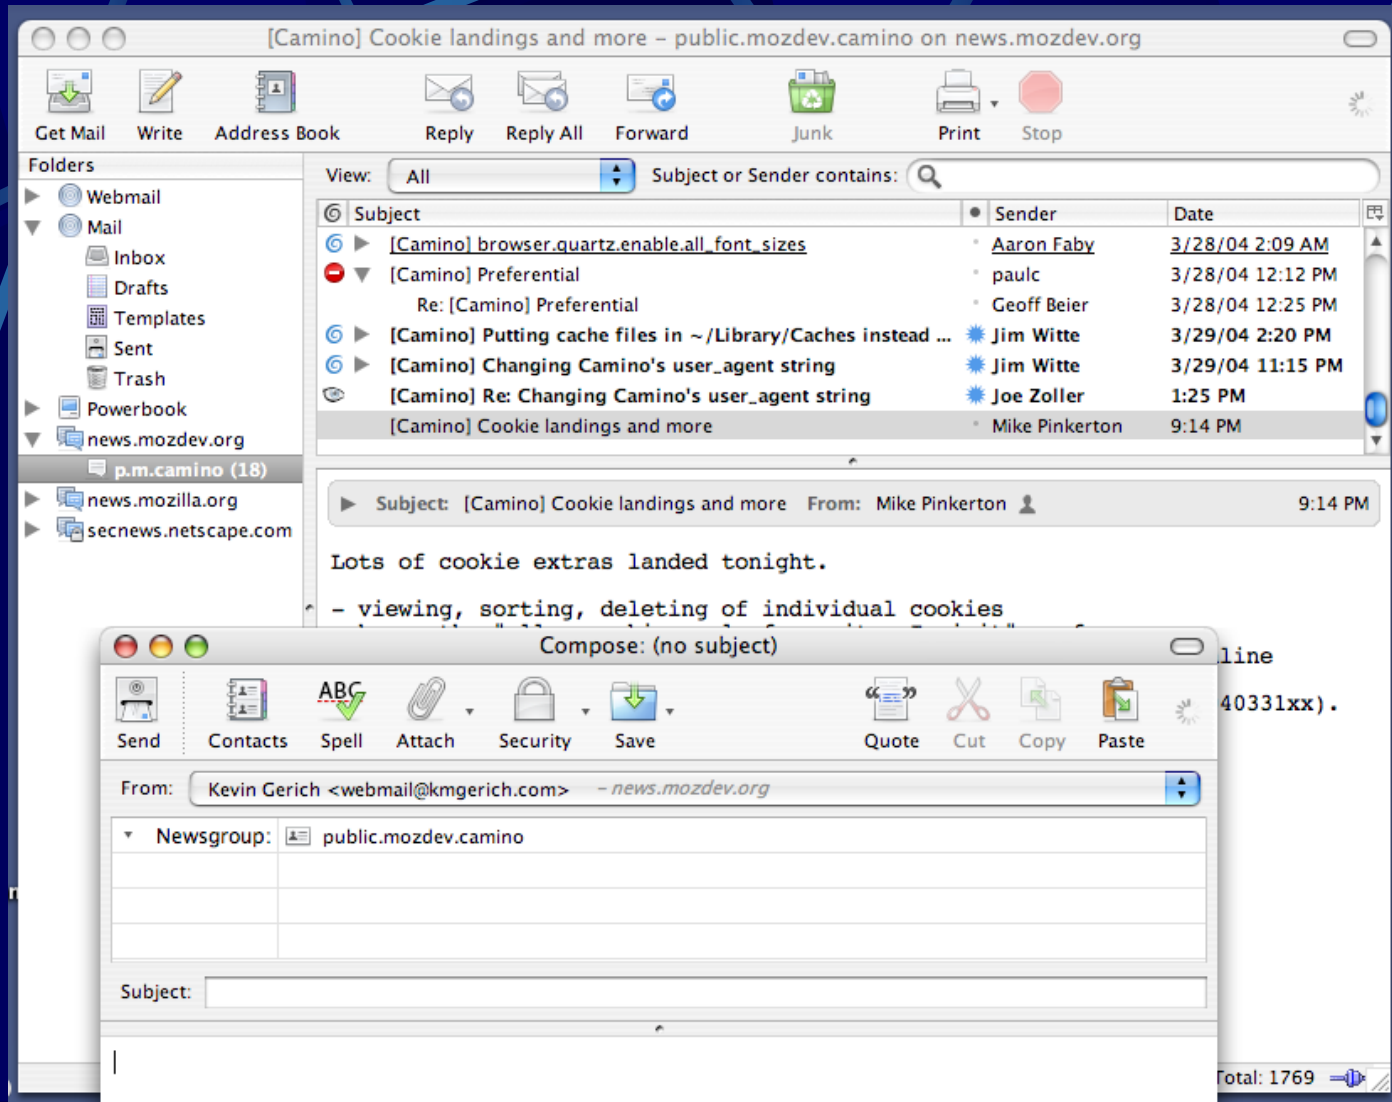 [Camino] Cookie landings and more – public.mozdev.camino on news.mozdev.org
Get Mail Write Address Book Reply Reply All Forward Junk Print Stop
Folders
Webmail
Mail
Inbox
Drafts
Templates
Sent
Trash
Powerbook
news.mozdev.org
p.m.camino (18)
news.mozilla.org
secnews.netscape.com
View: All Subject or Sender contains:
Subject Sender Date
[Camino] browser.quartz.enable.all_font_sizes Aaron Faby 3/28/04 2:09 AM
[Camino] Preferential paulc 3/28/04 12:12 PM
Re: [Camino] Preferential Geoff Beier 3/28/04 12:25 PM
[Camino] Putting cache files in ~/Library/Caches instead ... Jim Witte 3/29/04 2:20 PM
[Camino] Changing Camino's user_agent string Jim Witte 3/29/04 11:15 PM
[Camino] Re: Changing Camino's user_agent string Joe Zoller 1:25 PM
[Camino] Cookie landings and more Mike Pinkerton 9:14 PM
Subject: [Camino] Cookie landings and more From: Mike Pinkerton 9:14 PM
Lots of cookie extras landed tonight.
- viewing, sorting, deleting of individual cookies
line
40331xx).
Compose: (no subject)
Send Contacts Spell Attach Security Save Quote Cut Copy Paste
From: Kevin Gerich <webmail@kmgerich.com> – news.mozdev.org
Newsgroup: public.mozdev.camino
Subject:
Total: 1769